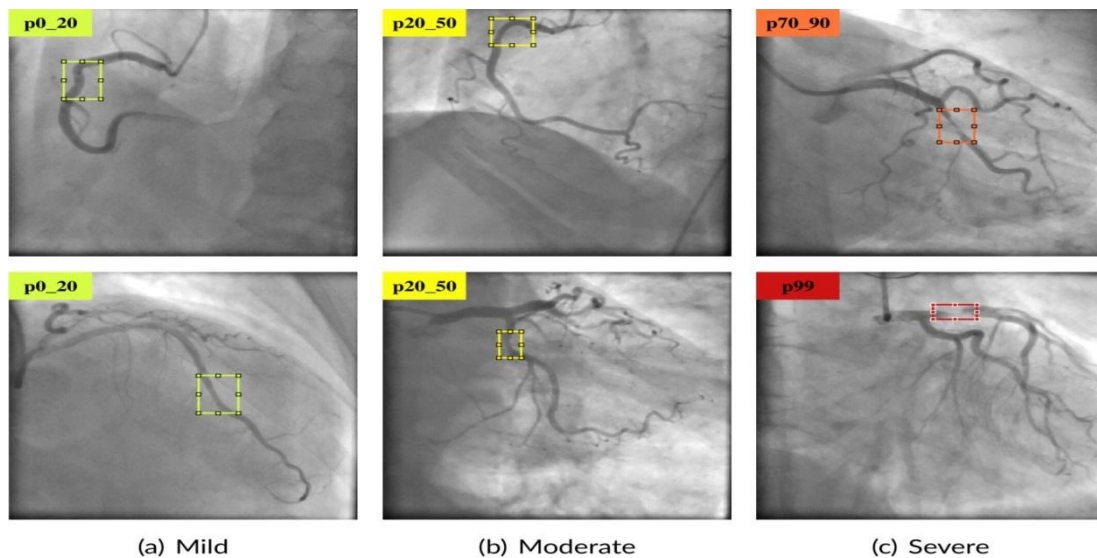 p0_20
p20_50
p70_90
p0_20
p20_50
p99
(a) Mild
(b) Moderate
(c) Severe